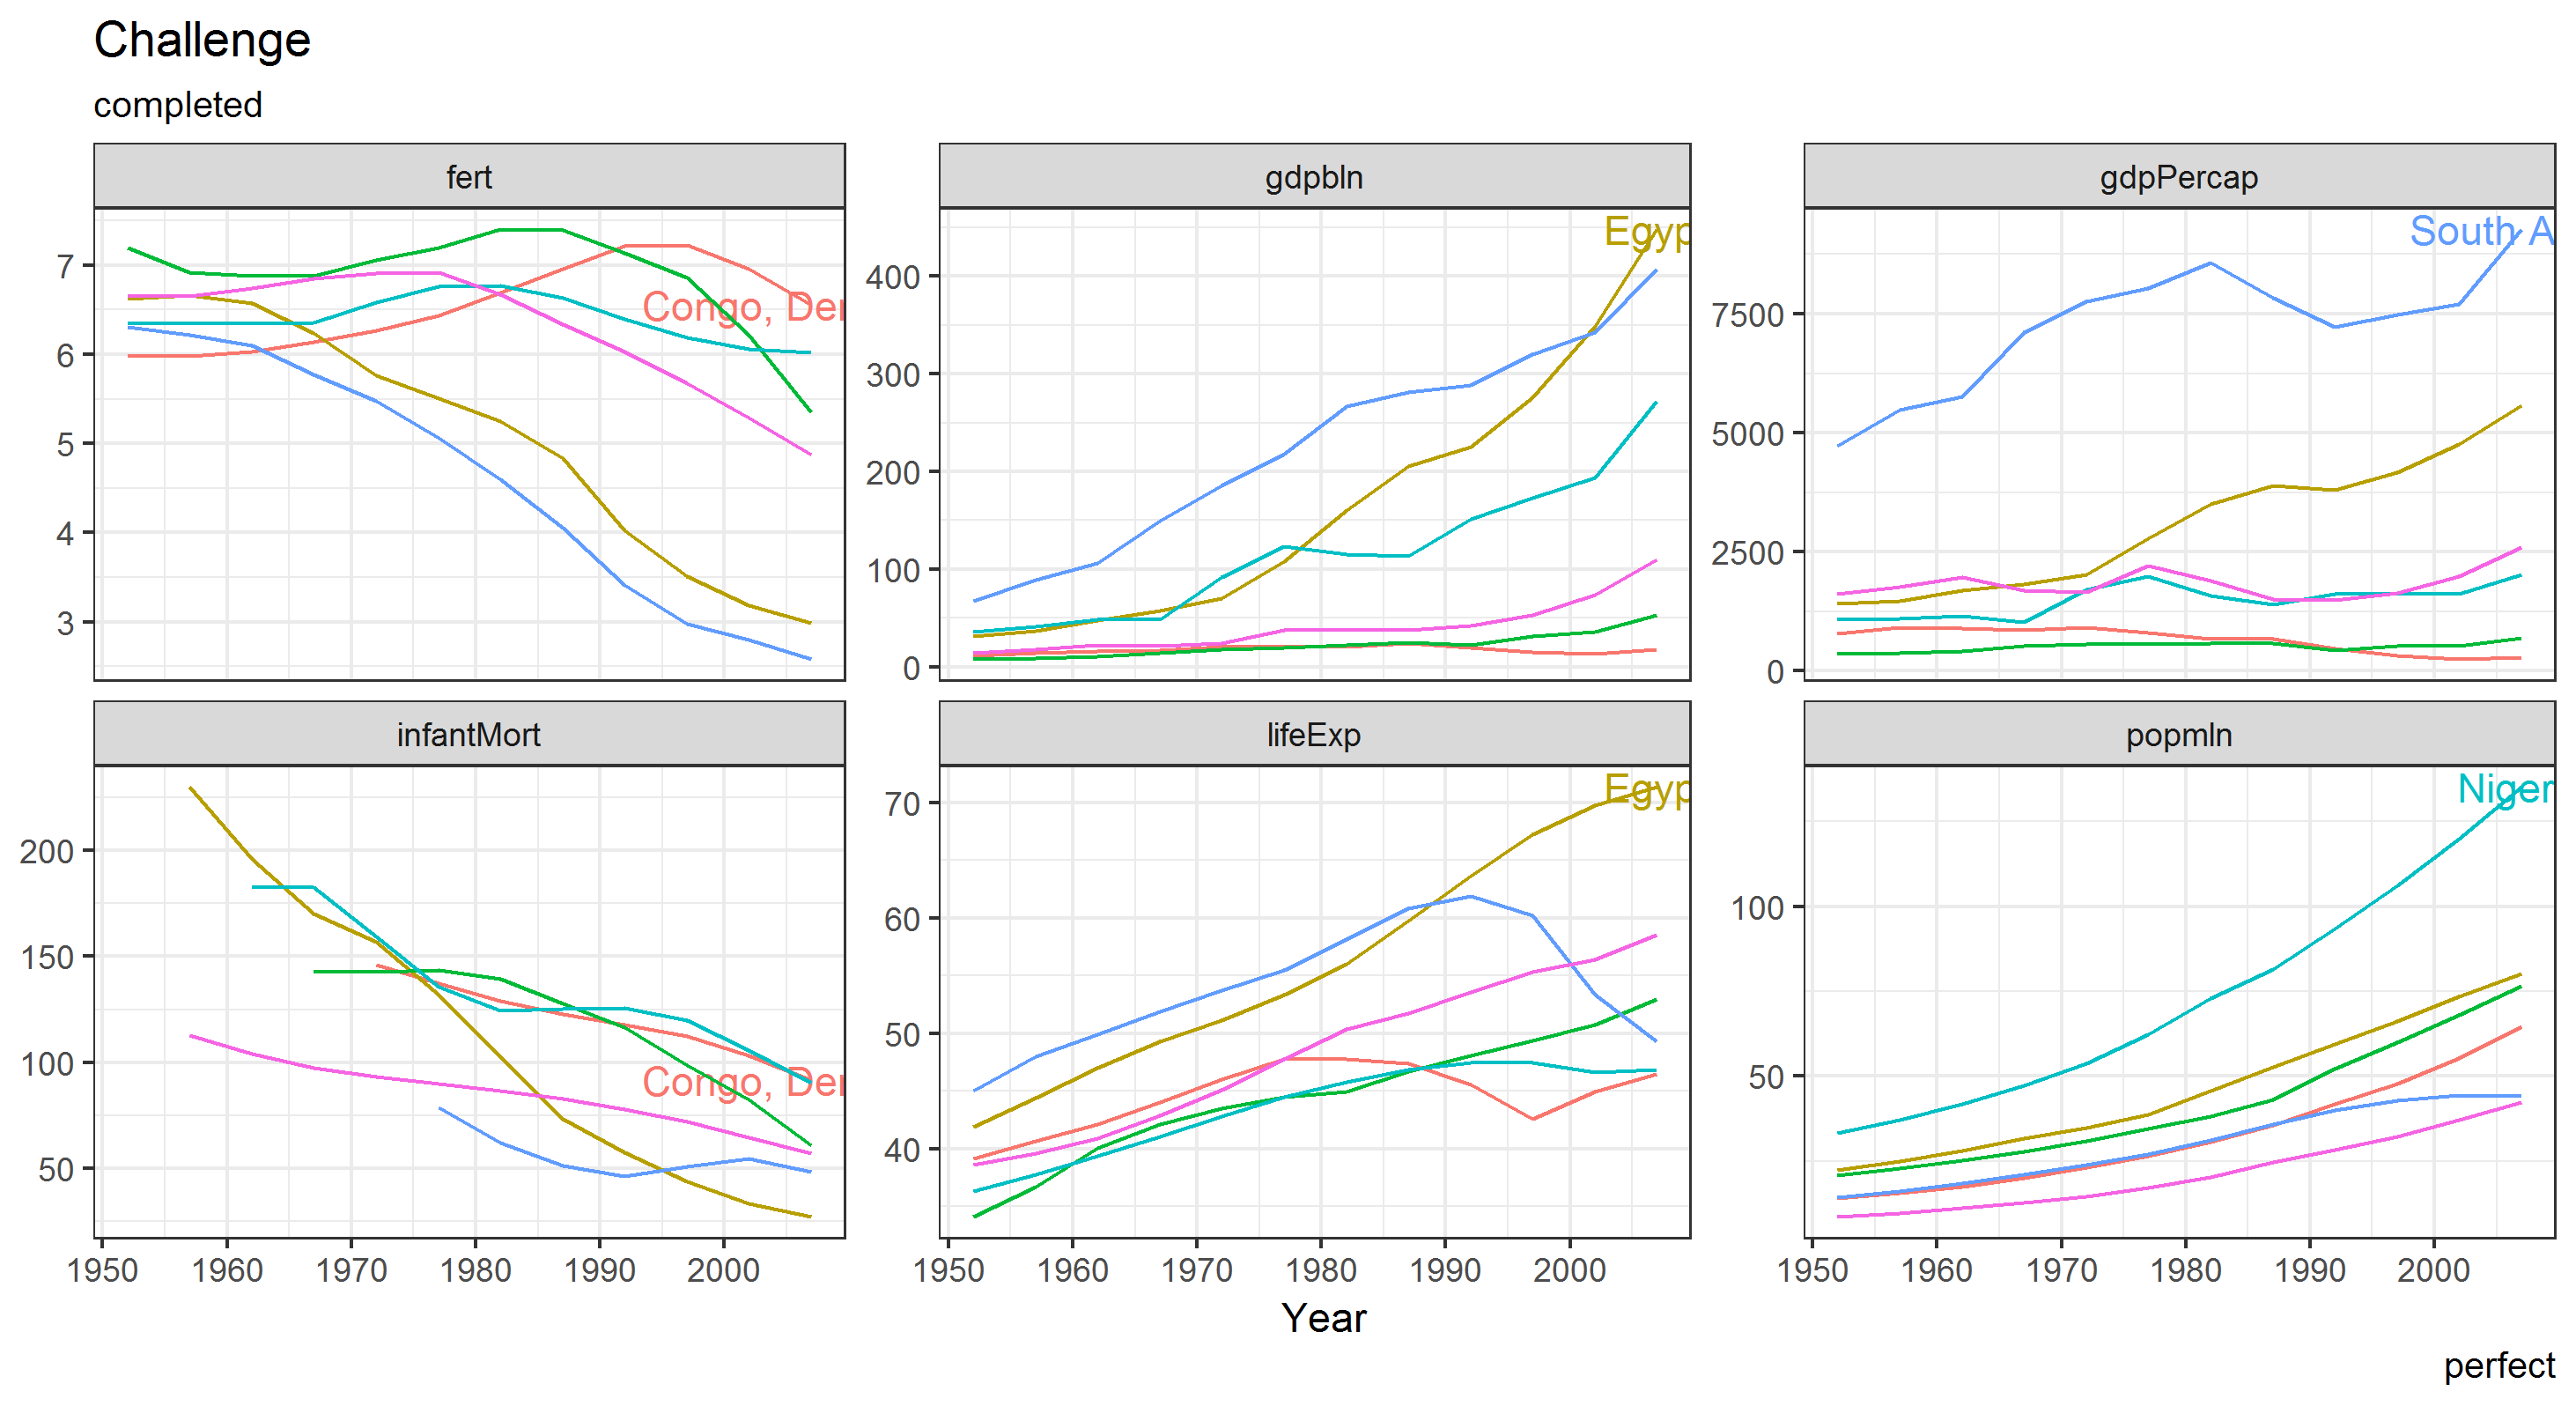 Challenge
completed
fert
gdpbln
gdpPercap
7
6
5
4
3
Congo, Der
400
300
200
100
0
Egyp
7500
5000
2500
0
South A
infantMort
lifeExp
popmln
200
150
100
50
Congo, Der
70
60
50
40
Egyp
100
50
Niger
1950 1960 1970 1980 1990 2000
1950 1960 1970 1980 1990 2000
1950 1960 1970 1980 1990 2000
Year
perfect